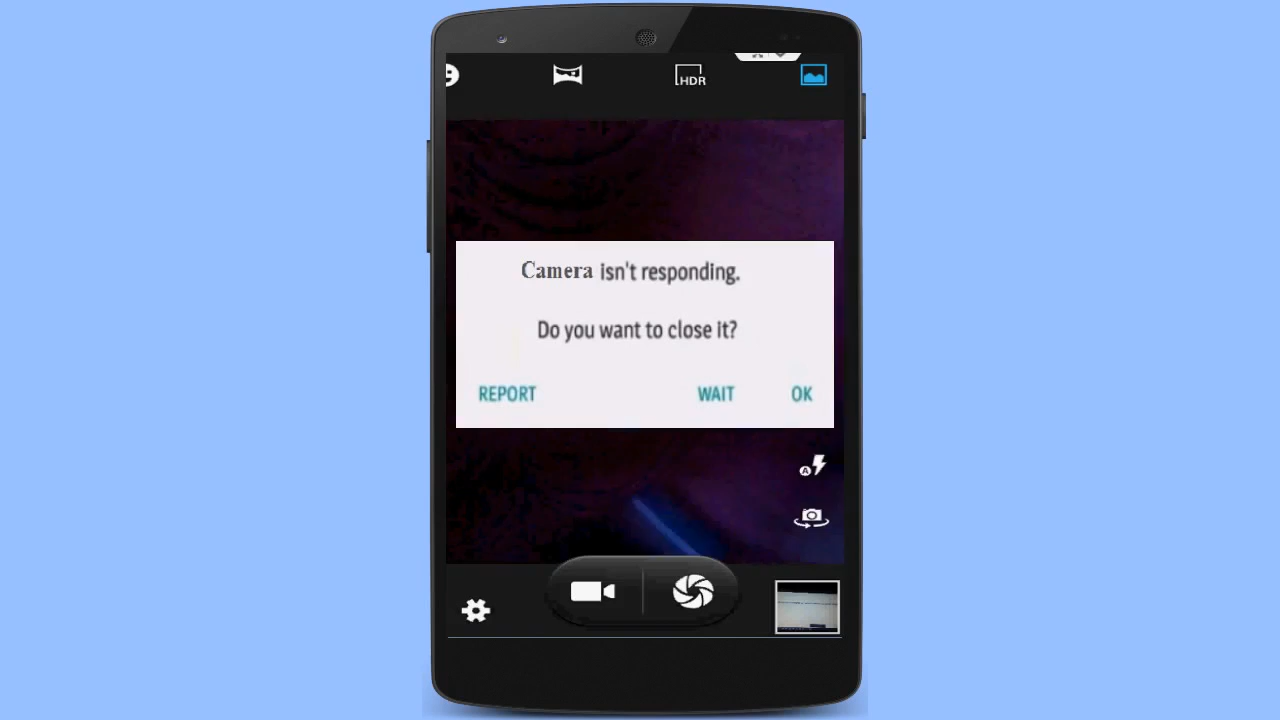 HDR
Camera isn't responding.
Do you want to close it?
REPORT WAIT OK
A